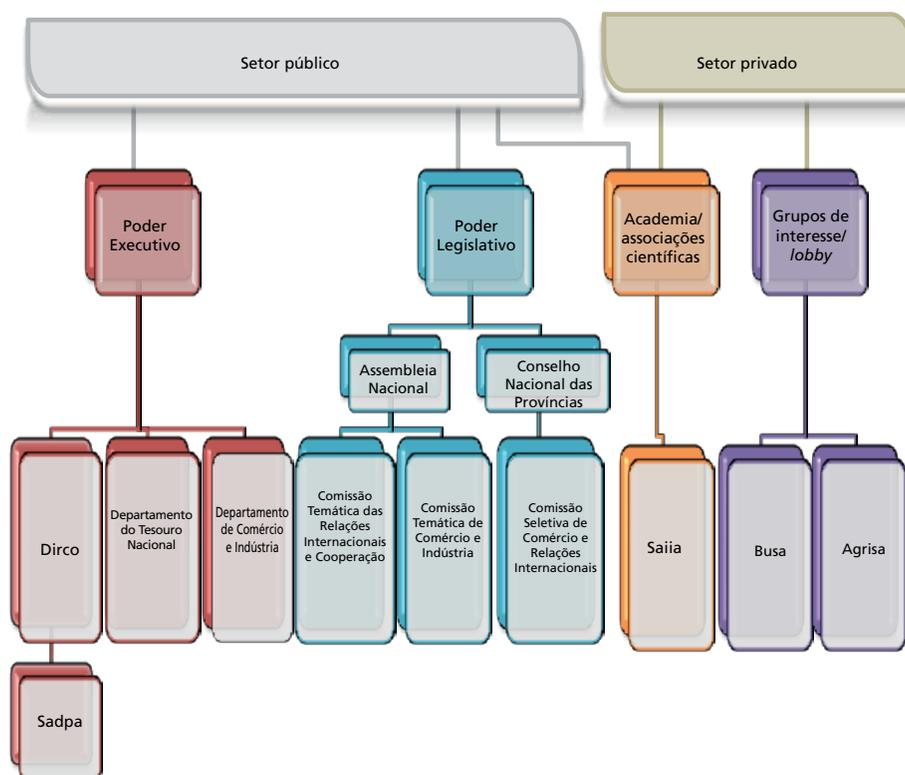 Setor público
Setor privado
Poder
Executivo
Poder
Legislativo
Academia/
associações
científicas
Grupos de
interesse/
lobby
Assembleia
Nacional
Conselho
Nacional das
Províncias
Dirco
Departamento
do Tesouro
Nacional
Departamento
de Comércio
e Indústria
Comissão
Temática das
Relações
Internacionais
e Cooperação
Comissão
Temática de
Comércio e
Indústria
Comissão
Seletiva de
Comércio e
Relações
Internacionais
Saiia
Busa
Agrisa
Sadpa